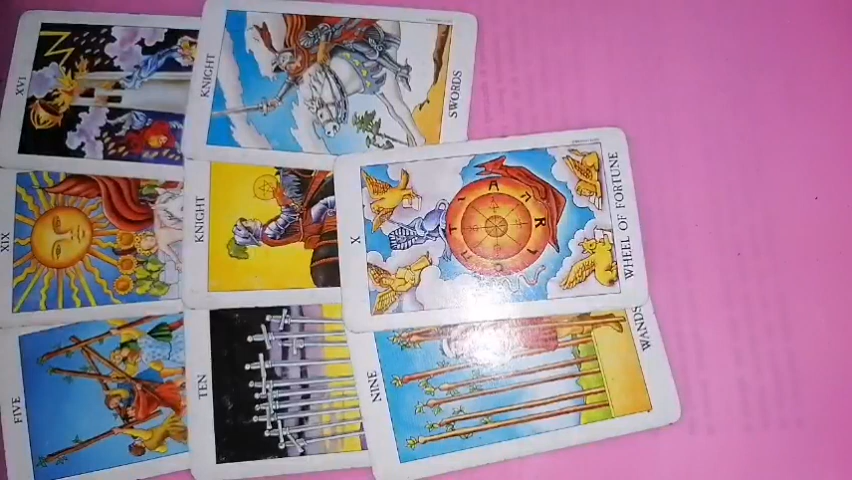 XVI
KNIGHT
SWORDS
XIX
KNIGHT
X
WHEEL OF FORTUNE
T
A
R
O
FIVE
TEN
NINE
WANDS